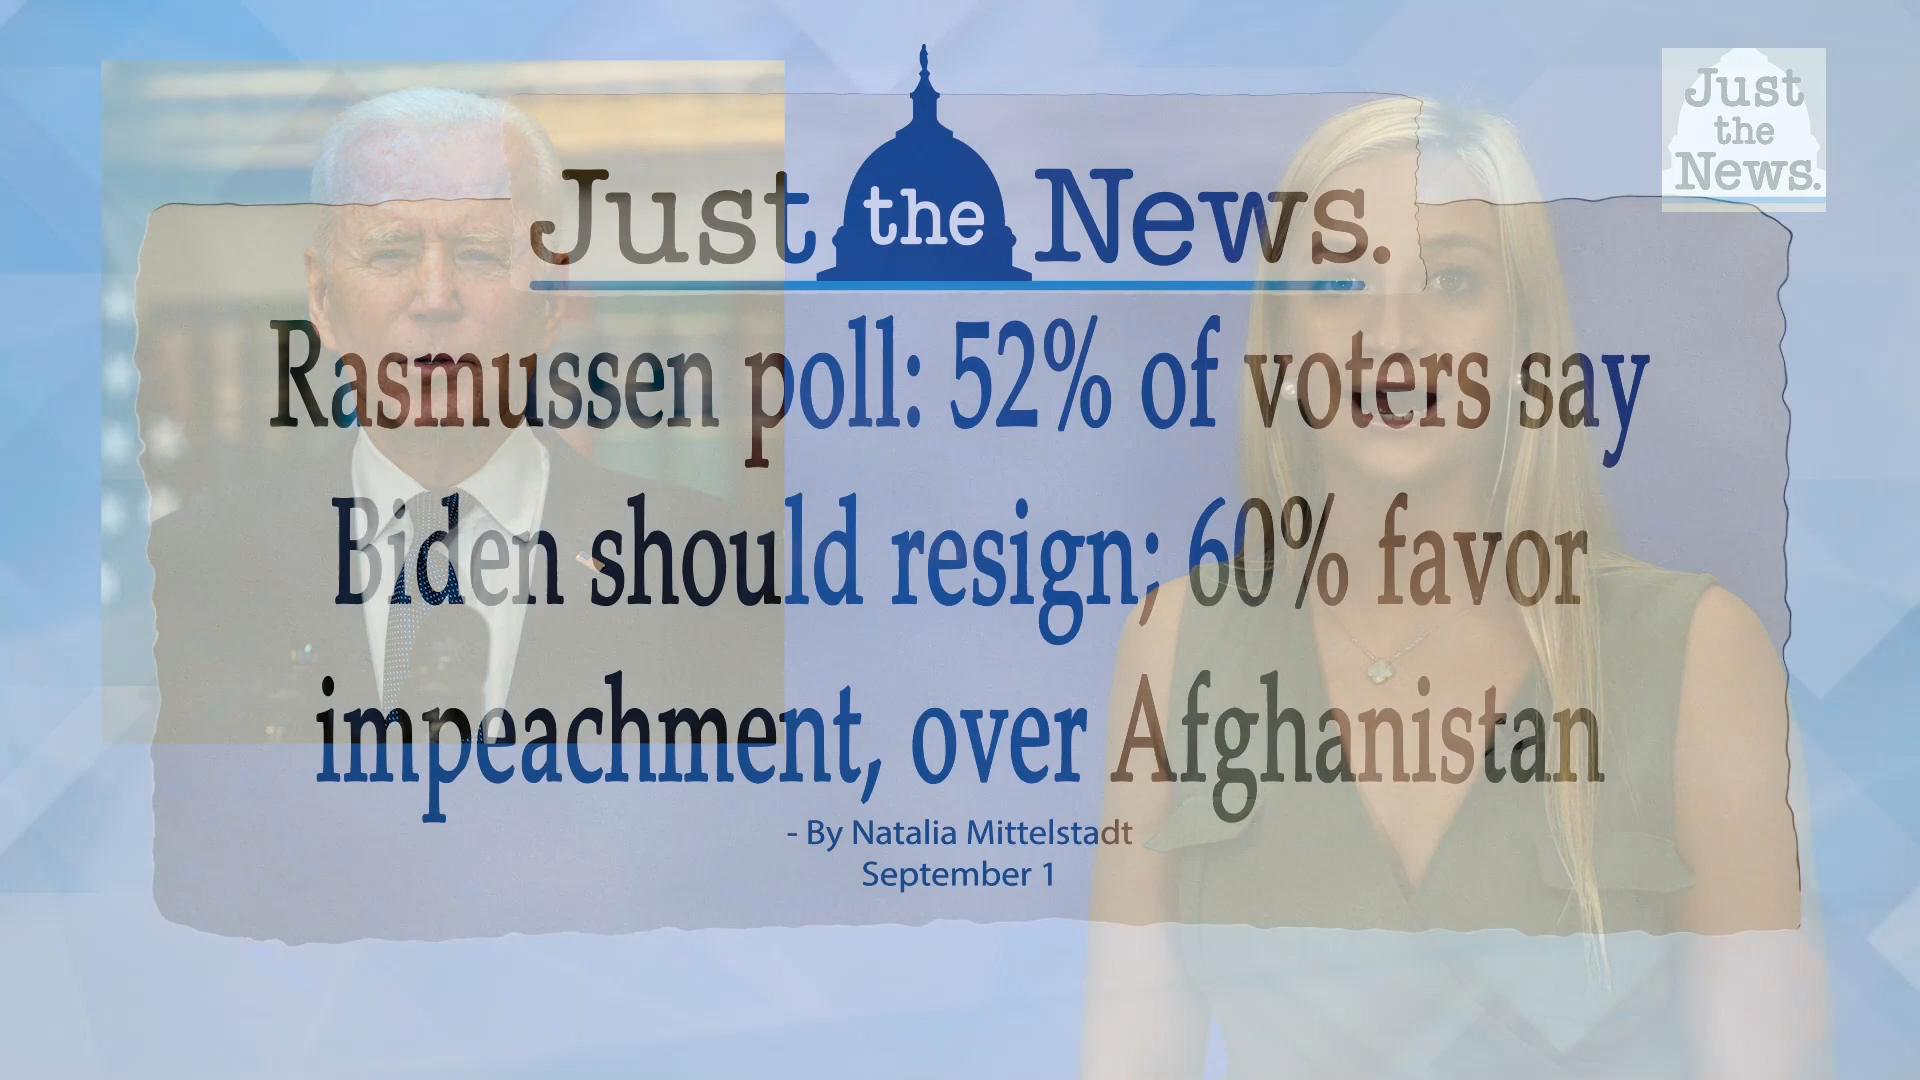 Just the News.
Just
the
News.
Rasmussen poll: 52% of voters say
Biden should resign; 60% favor
impeachment, over Afghanistan
- By Natalia Mittelstadt
September 1